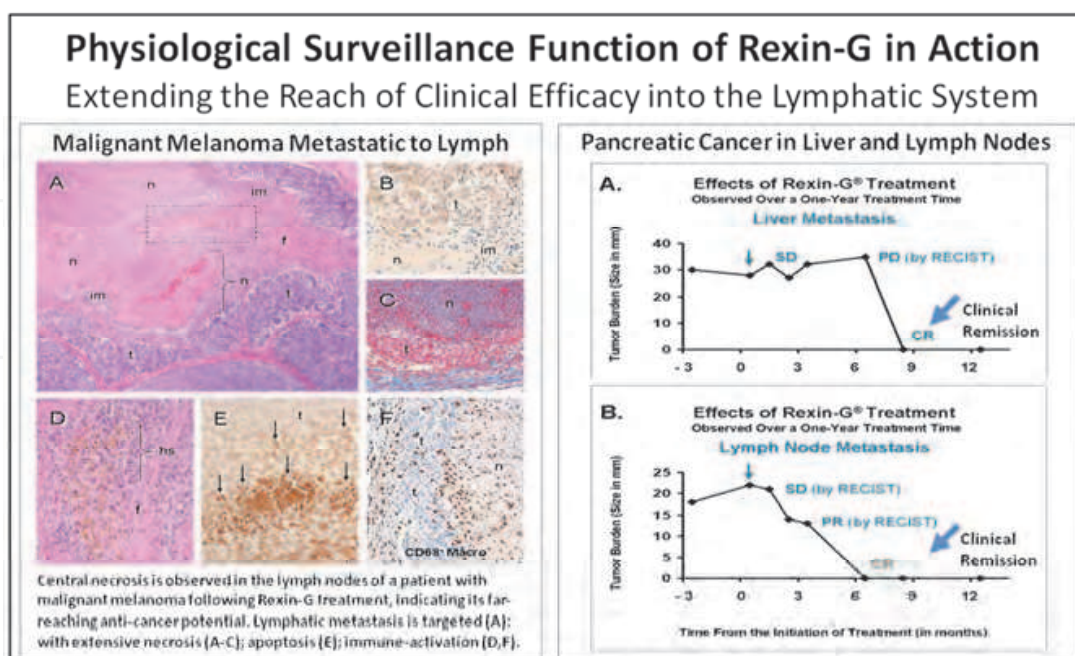 Physiological Surveillance Function of Rexin-G in Action
Extending the Reach of Clinical Efficacy into the Lymphatic System
Malignant Melanoma Metastatic to Lymph
A
n
im
n
f
n
im
t
t
B
t
im
n
C
n
t
D
hs
f
E
t
F
t
n
t
CD68+ Macro
Central necrosis is observed in the lymph nodes of a patient with
malignant melanoma following Rexin-G treatment, indicating its far-
reaching anti-cancer potential. Lymphatic metastasis is targeted (A):
with extensive necrosis (A-C); apoptosis (E); immune-activation (D,F).
Pancreatic Cancer in Liver and Lymph Nodes
A.
Effects of Rexin-G® Treatment
Observed Over a One-Year Treatment Time
Liver Metastasis
Tumor Burden (Size in mm)
40
30
20
10
0
SD
PD (by RECIST)
CR
Clinical
Remission
-3 0 3 6 9 12
B.
Effects of Rexin-G® Treatment
Observed Over a One-Year Treatment Time
Lymph Node Metastasis
Tumor Burden (Size in mm)
25
20
15
10
5
0
SD (by RECIST)
PR (by RECIST)
CR
Clinical
Remission
-3 0 3 6 9 12
Time From the Initiation of Treatment (in months)